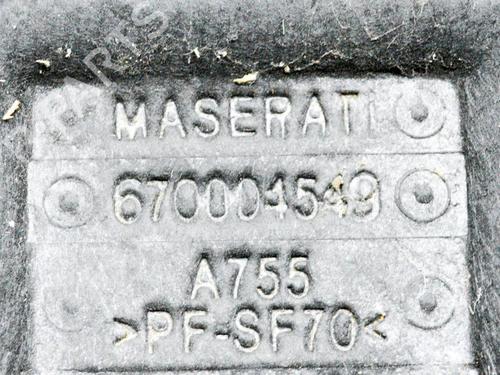 MASERATI
670004549
A755
>PF-SF70<